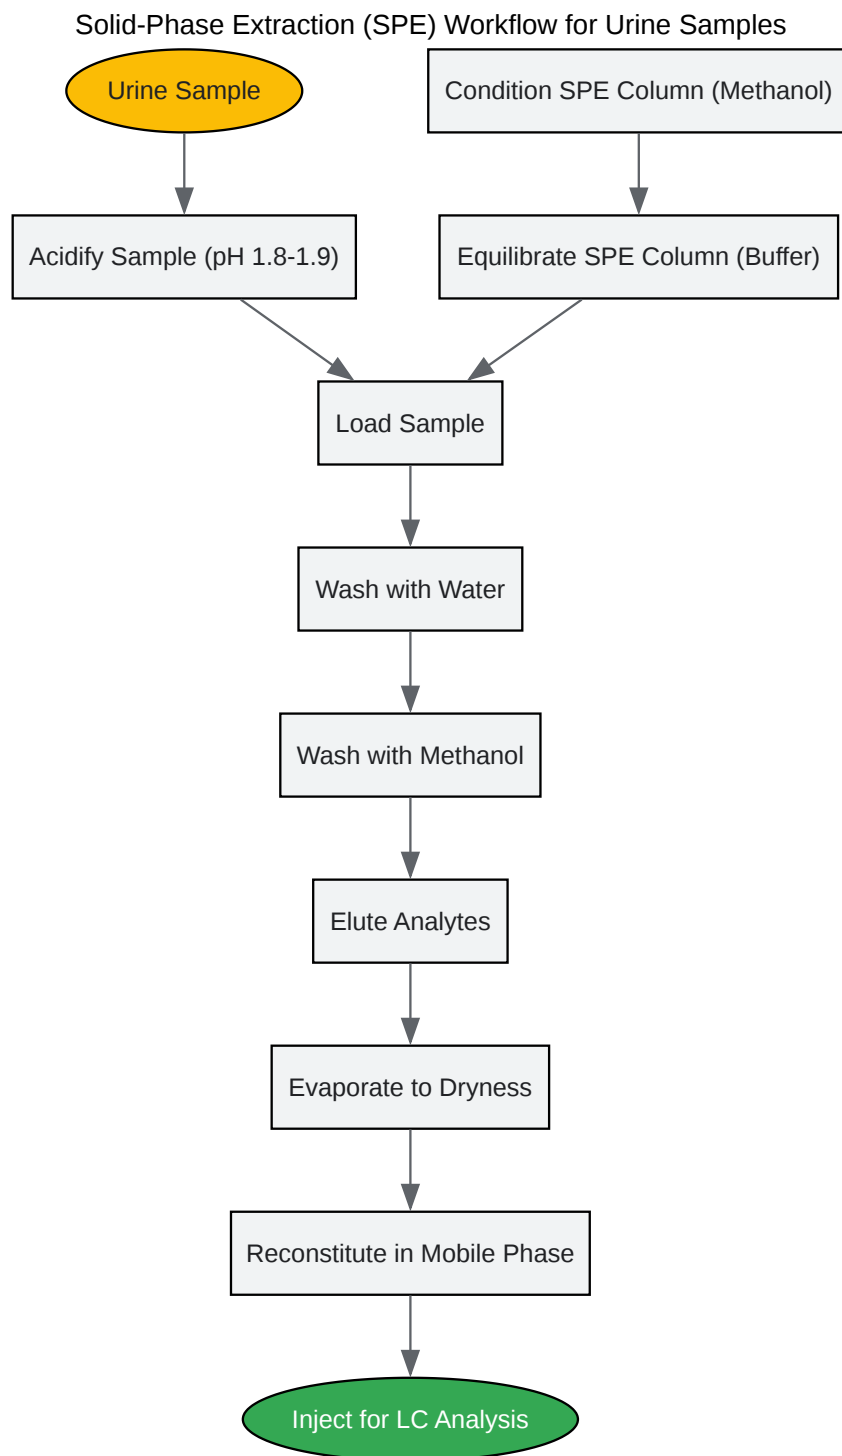 Solid-Phase Extraction (SPE) Workflow for Urine Samples
Urine Sample
Condition SPE Column (Methanol)
Acidify Sample (pH 1.8-1.9)
Equilibrate SPE Column (Buffer)
Load Sample
Wash with Water
Wash with Methanol
Elute Analytes
Evaporate to Dryness
Reconstitute in Mobile Phase
Inject for LC Analysis